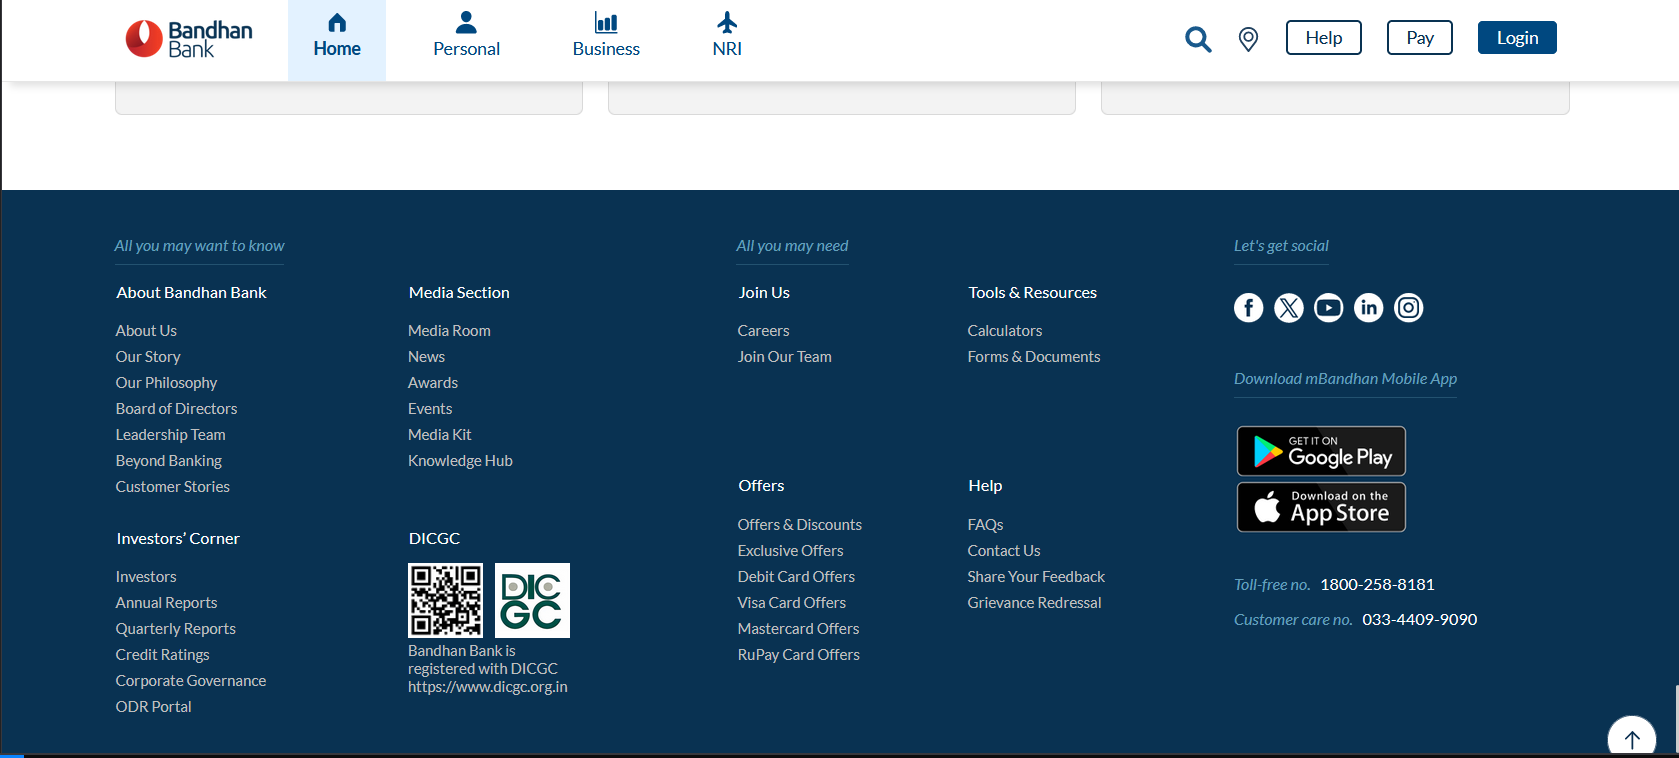 Bandhan
Bank
Home
Personal
Business
NRI
Help
Pay
Login
All you may want to know
About Bandhan Bank
About Us
Our Story
Our Philosophy
Board of Directors
Leadership Team
Beyond Banking
Customer Stories
Media Section
Media Room
News
Awards
Events
Media Kit
Knowledge Hub
Investors’ Corner
Investors
Annual Reports
Quarterly Reports
Credit Ratings
Corporate Governance
ODR Portal
DICGC
DIC
GC
Bandhan Bank is
registered with DICGC
https://www.dicgc.org.in
All you may need
Join Us
Careers
Join Our Team
Tools & Resources
Calculators
Forms & Documents
Offers
Offers & Discounts
Exclusive Offers
Debit Card Offers
Visa Card Offers
Mastercard Offers
RuPay Card Offers
Help
FAQs
Contact Us
Share Your Feedback
Grievance Redressal
Let's get social
Download mBandhan Mobile App
GET IT ON
Google Play
Download on the
App Store
Toll-free no. 1800-258-8181
Customer care no. 033-4409-9090